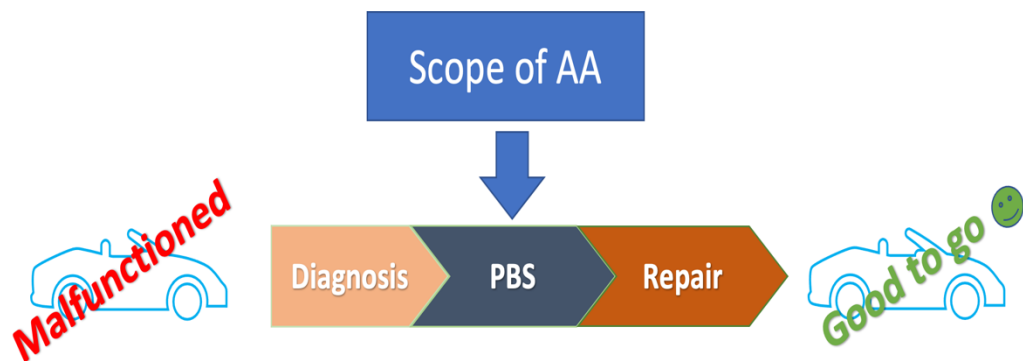 Scope of AA
Malfunctioned
Diagnosis
PBS
Repair
Good to go